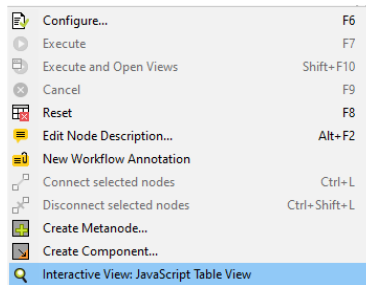 Configure... F6
Execute F7
Execute and Open Views Shift+F10
Cancel F9
Reset F8
Edit Node Description... Alt+F2
New Workflow Annotation
Connect selected nodes Ctrl+L
Disconnect selected nodes Ctrl+Shift+L
Create Metanode...
Create Component...
Interactive View: JavaScript Table View